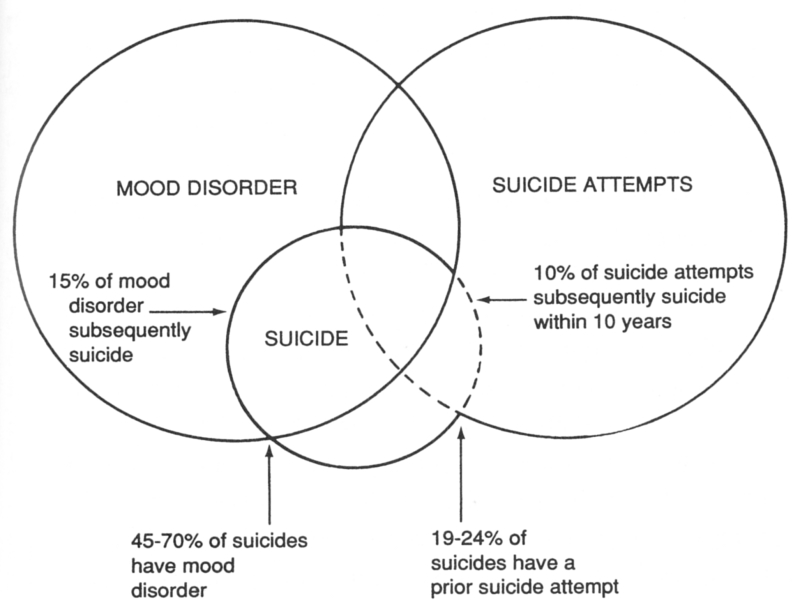 MOOD DISORDER
SUICIDE ATTEMPTS
15% of mood
disorder
subsequently
suicide
10% of suicide attempts
subsequently suicide
within 10 years
SUICIDE
45-70% of suicides
have mood
disorder
19-24% of
suicides have a
prior suicide attempt